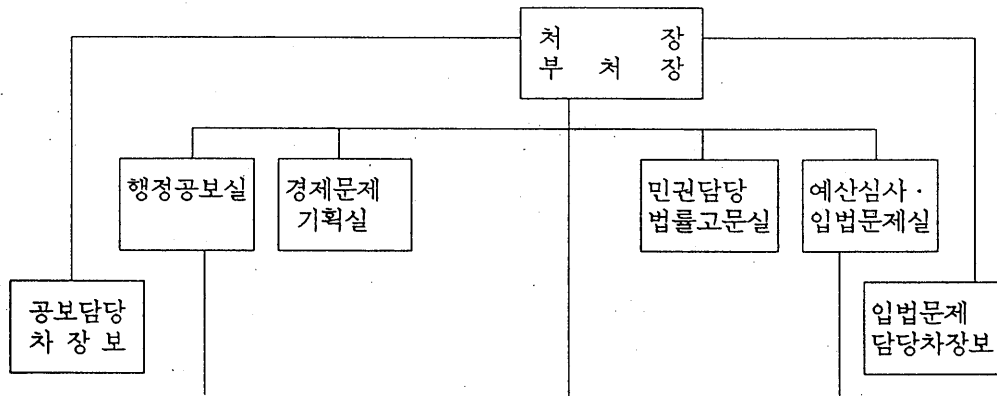 처 장
부 처 장
행정공보실
경제문제
기획실
민권담당
법률고문실
예산심사·
입법문제실
공보담당
차 장 보
입법문제
담당차장보